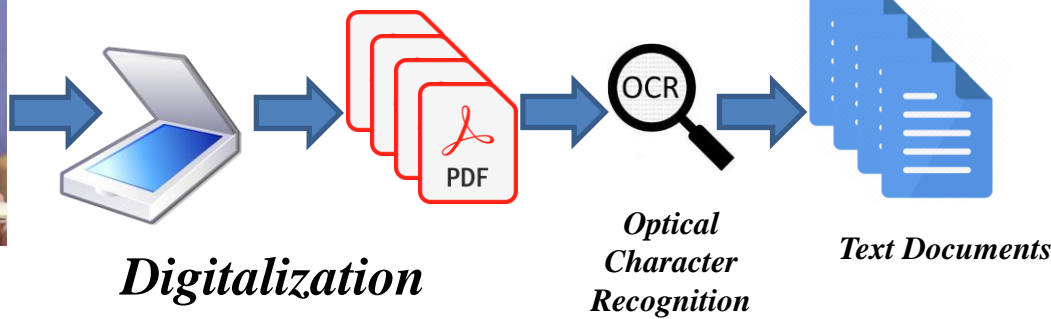 PDF
OCR
Digitalization
Optical
Character
Recognition
Text Documents